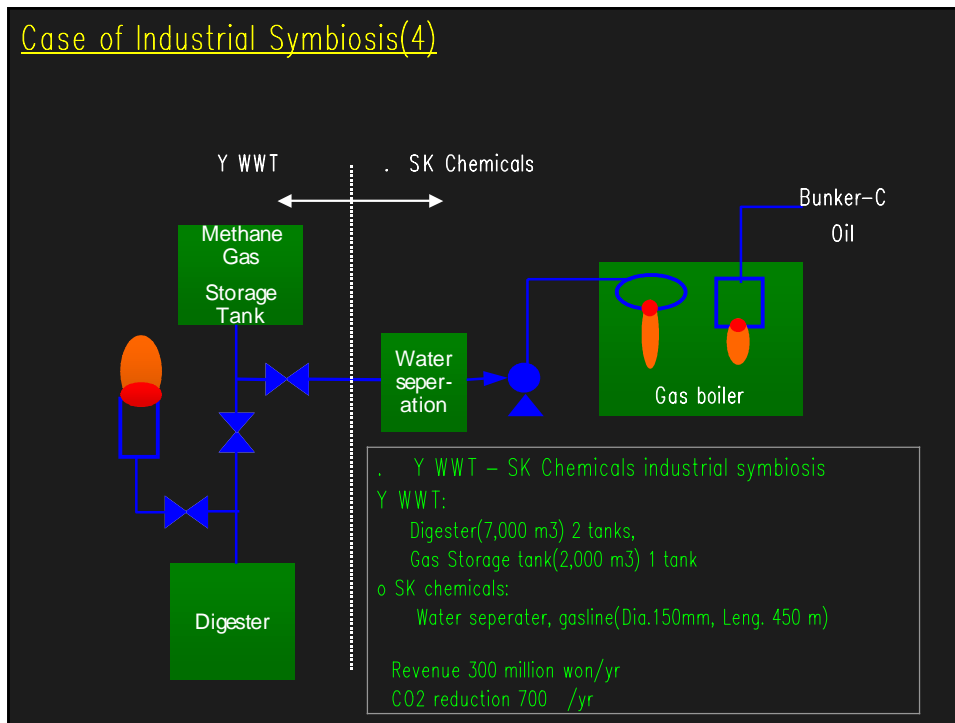 Case of Industrial Symbiosis(4)
Y WWT
. SK Chemicals
Bunker-C
Oil
Methane
Gas
Storage
Tank
Water
seper-
ation
Gas boiler
Digester
. Y WWT – SK Chemicals industrial symbiosis
Y WWT:
Digester(7,000 m3) 2 tanks,
Gas Storage tank(2,000 m3) 1 tank
o SK chemicals:
Water seperater, gasline(Dia.150mm, Leng. 450 m)
Revenue 300 million won/yr
CO2 reduction 700 /yr